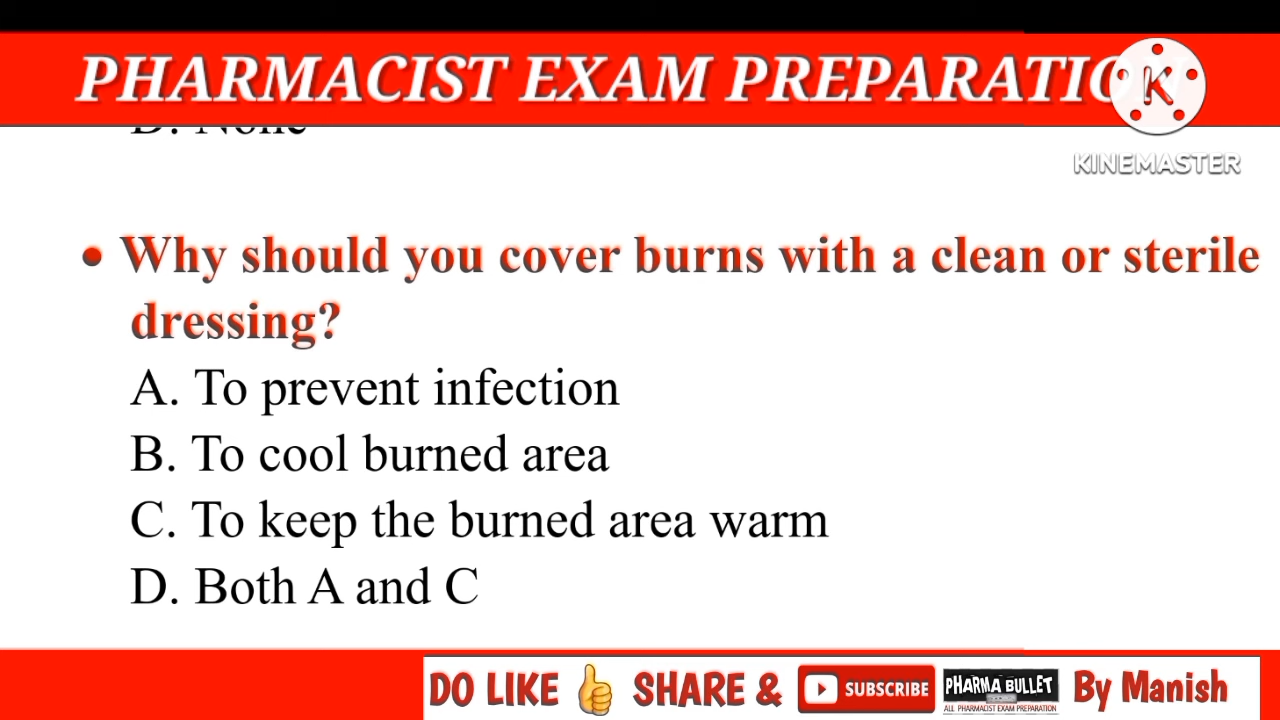 PHARMACIST EXAM PREPARATIO
K
KINEMASTER
D. None
• Why should you cover burns with a clean or sterile
dressing?
A. To prevent infection
B. To cool burned area
C. To keep the burned area warm
D. Both A and C
DO LIKE 👍 SHARE & SUBSCRIBE PHARMA BULLET By Manish
ALL PHARMACIST EXAM PREPARATION